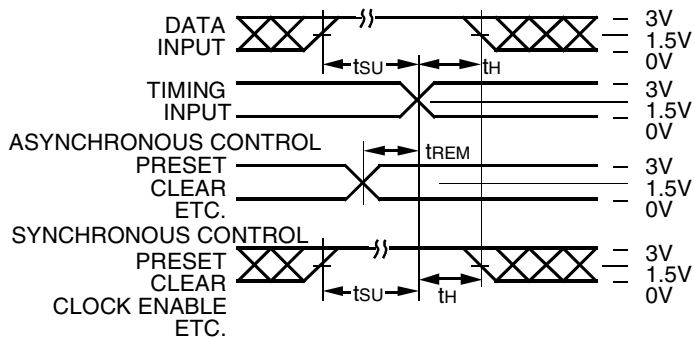 DATA
INPUT
3V
1.5V
0V
tSU
tH
TIMING
INPUT
3V
1.5V
0V
ASYNCHRONOUS CONTROL
PRESET
CLEAR
ETC.
tREM
3V
1.5V
0V
SYNCHRONOUS CONTROL
PRESET
CLEAR
CLOCK ENABLE
ETC.
tSU
tH
3V
1.5V
0V